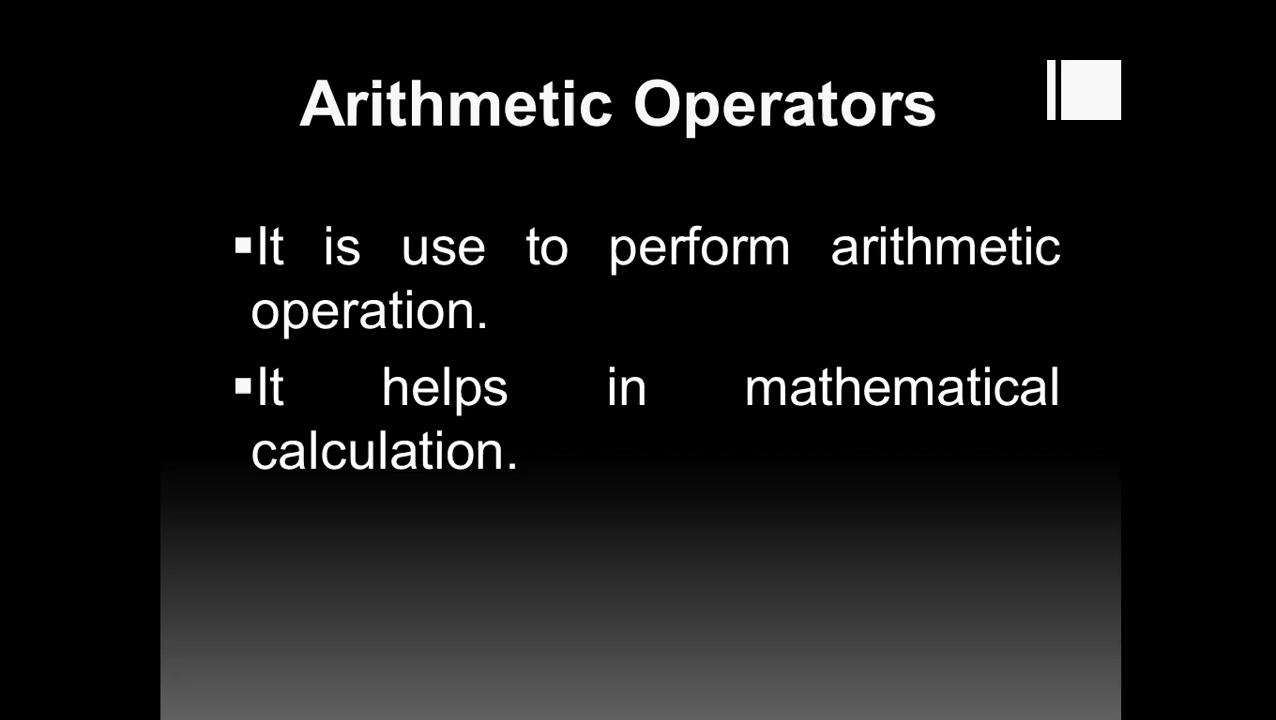 Arithmetic Operators
▪It is use to perform arithmetic
operation.
▪It helps in mathematical
calculation.